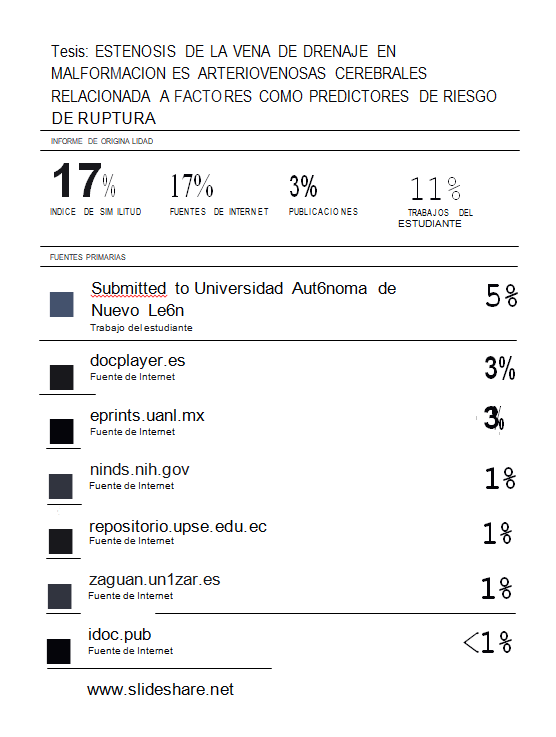 Tesis: ESTENOSIS DE LA VENA DE DRENAJE EN
MALFORMACION ES ARTERIOVENOSAS CEREBRALES
RELACIONADA A FACTORES COMO PREDICTORES DE RIESGO
DE RUPTURA
INFORME DE ORIGINA LIDAD
17% 17% 3% 11%
INDICE DE SIM ILITUD FUENTES DE INTERNET PUBLICACIONES TRABAJOS DEL
ESTUDIANTE
FUENTES PRIMARIAS
Submitted to Universidad Aut6noma de
Nuevo Le6n
5%
Trabajo del estudiante
docplayer.es 3%
Fuente de Internet
eprints.uanl.mx 3%
Fuente de Internet
ninds.nih.gov 1%
Fuente de Internet
repositorio.upse.edu.ec 1%
Fuente de Internet
zaguan.un1zar.es 1%
Fuente de Internet
idoc.pub <1%
Fuente de Internet
www.slideshare.net